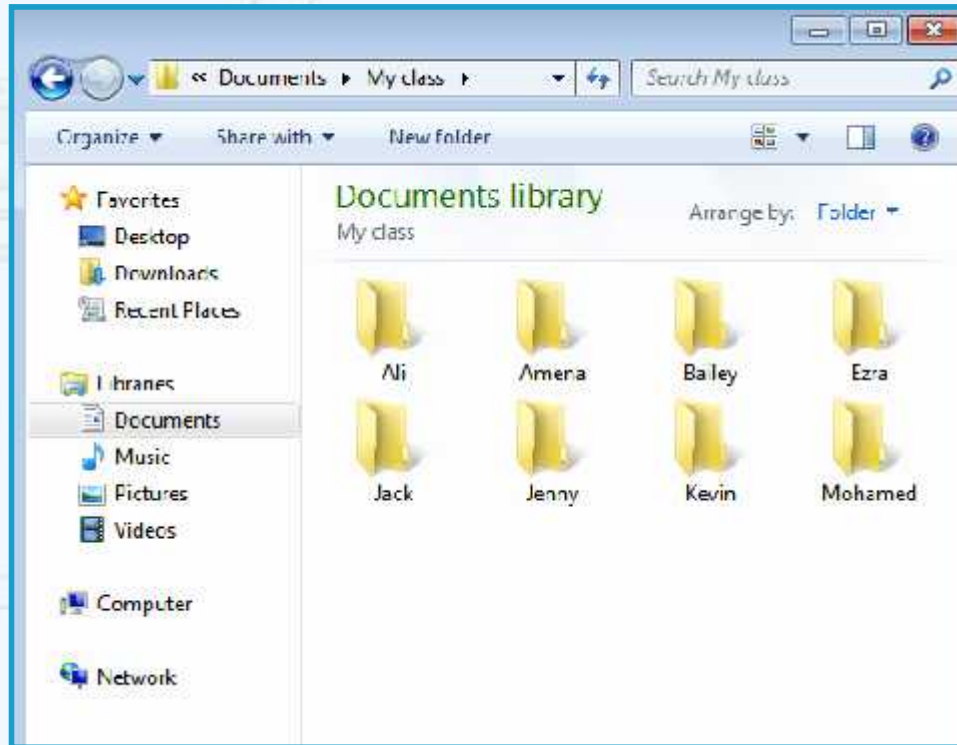 « Documents ▸ My class ▸
Search My class
Organize ▾ Share with ▾ New folder
Favorites
Desktop
Downloads
Recent Places
Libraries
Documents
Music
Pictures
Videos
Computer
Network
Documents library
My class
Arrange by: Folder ▾
Ali Amena Bailey Ezra
Jack Jenny Kevin Mohamed